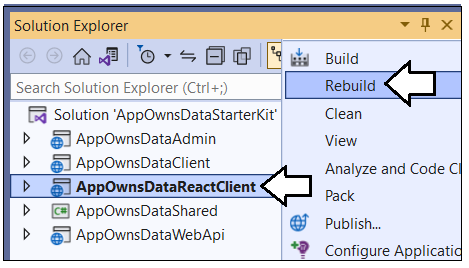 Solution Explorer
Search Solution Explorer (Ctrl+;)
Solution 'AppOwnsDataStarterKit'
AppOwnsDataAdmin
AppOwnsDataClient
AppOwnsDataReactClient
AppOwnsDataShared
AppOwnsDataWebApi
Build
Rebuild
Clean
View
Analyze and Code Cl
Pack
Publish...
Configure Applicatio